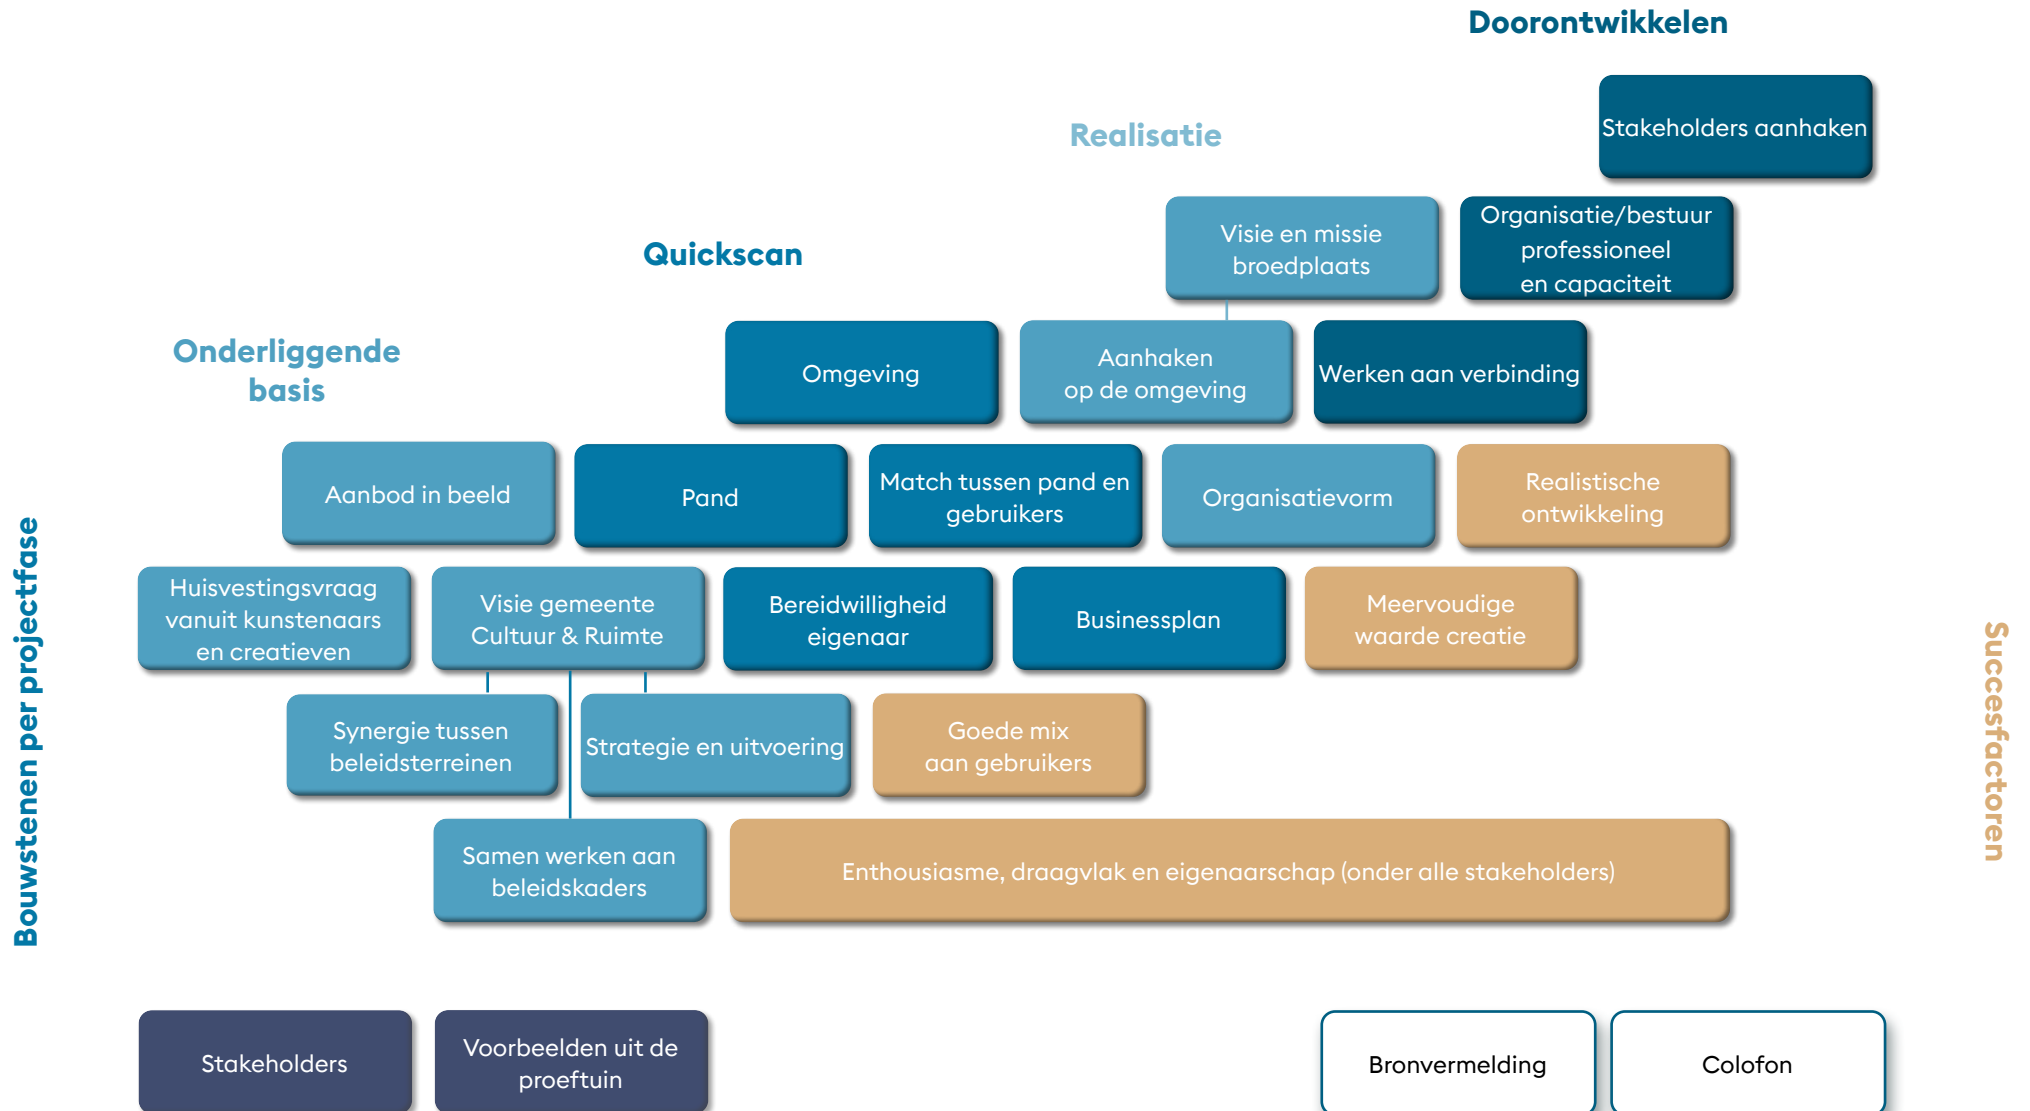 Doorontwikkelen
Stakeholders aanhaken
Realisatie
Visie en missie
broedplaats
Organisatie/bestuur
professioneel
en capaciteit
Quickscan
Onderliggende
basis
Omgeving
Aanhaken
op de omgeving
Werken aan verbinding
Aanbod in beeld
Pand
Match tussen pand en
gebruikers
Organisatievorm
Realistische
ontwikkeling
Bouwstenen per projectfase
Huisvestingsvraag
vanuit kunstenaars
en creatieven
Visie gemeente
Cultuur & Ruimte
Bereidwilligheid
eigenaar
Businessplan
Meervoudige
waarde creatie
Succesfactoren
Synergie tussen
beleidsterreinen
Strategie en uitvoering
Goede mix
aan gebruikers
Samen werken aan
beleidskaders
Enthousiasme, draagvlak en eigenaarschap (onder alle stakeholders)
Stakeholders
Voorbeelden uit de
proeftuin
Bronvermelding
Colofon